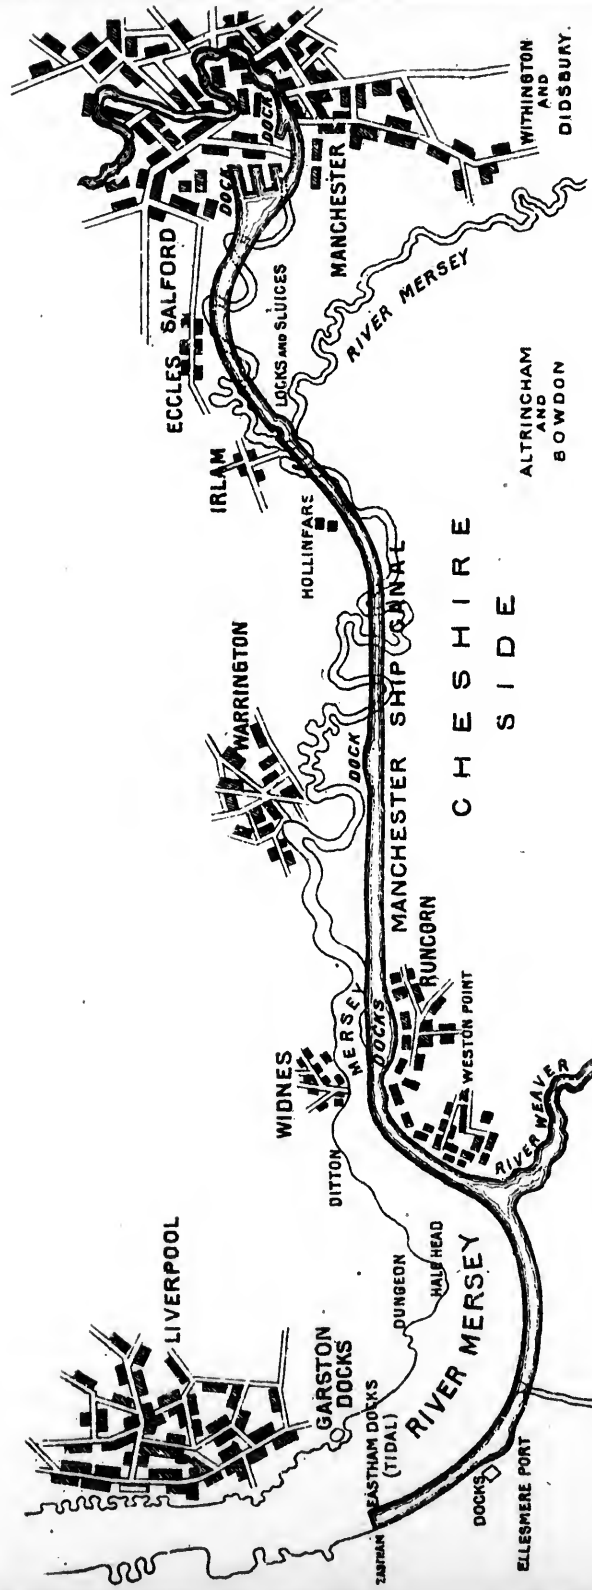 LIVERPOOL
GARSTON
DOCKS
EASTHAM DOCKS
(TIDAL)
EASTHAM
DOCKS
ELLESMERE PORT
RIVER MERSEY
DUNGEON
HALE HEAD
DITTON
WIDNES
MERSEY
DOCKS
RUNCORN
WESTON POINT
RIVER WEAVER
WARRINGTON
DOCK
MANCHESTER SHIP CANAL
CHESHIRE
SIDE
HOLLINFARE
IRLAM
LOCKS AND SLUICES
ECCLES
SALFORD
DOCK
DOCK
MANCHESTER
RIVER MERSEY
ALTRINCHAM
AND
BOWDON
WITHINGTON
AND
DIDSBURY.